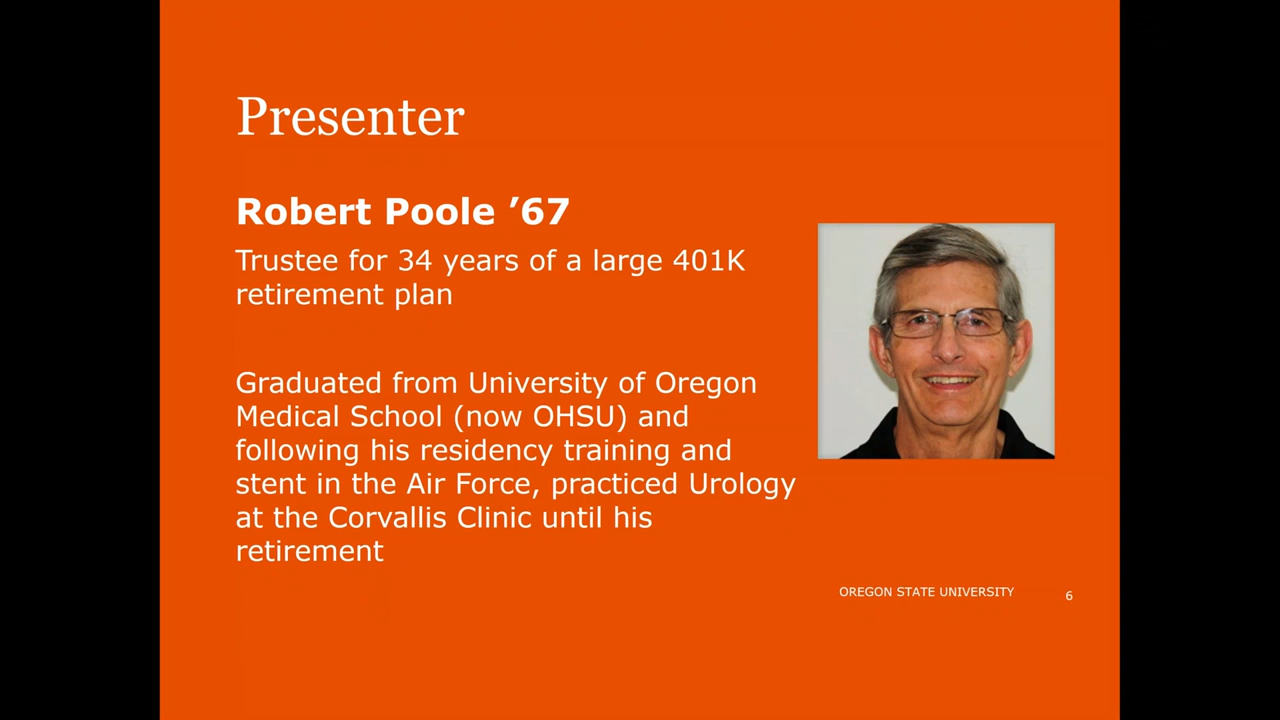 Presenter
Robert Poole ’67
Trustee for 34 years of a large 401K
retirement plan
Graduated from University of Oregon
Medical School (now OHSU) and
following his residency training and
stent in the Air Force, practiced Urology
at the Corvallis Clinic until his
retirement
OREGON STATE UNIVERSITY
6